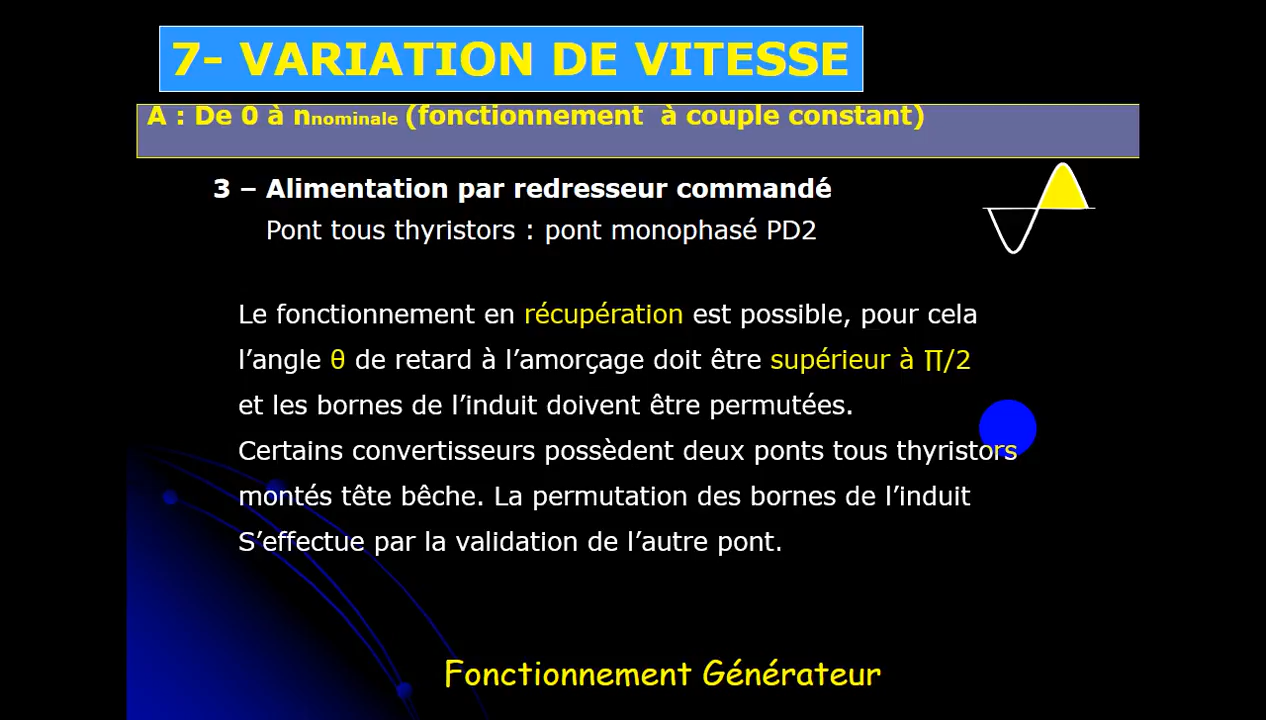 7- VARIATION DE VITESSE
A : De 0 à nnominale (fonctionnement à couple constant)
3 – Alimentation par redresseur commandé
Pont tous thyristors : pont monophasé PD2
Le fonctionnement en récupération est possible, pour cela
l’angle θ de retard à l’amorçage doit être supérieur à ∏/2
et les bornes de l’induit doivent être permutées.
Certains convertisseurs possèdent deux ponts tous thyristors
montés tête bêche. La permutation des bornes de l’induit
S’effectue par la validation de l’autre pont.
Fonctionnement Générateur